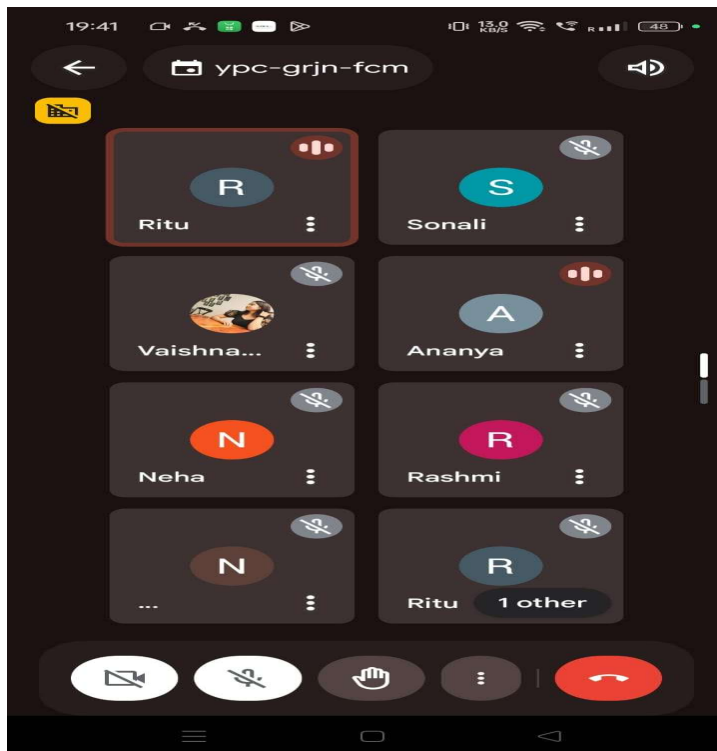 19:41 13.0 KB/S R 48
ypc-grjn-fcm
R S
Ritu Sonali
A
Vaishna... Ananya
N R
Neha Rashmi
N R
... Ritu 1 other